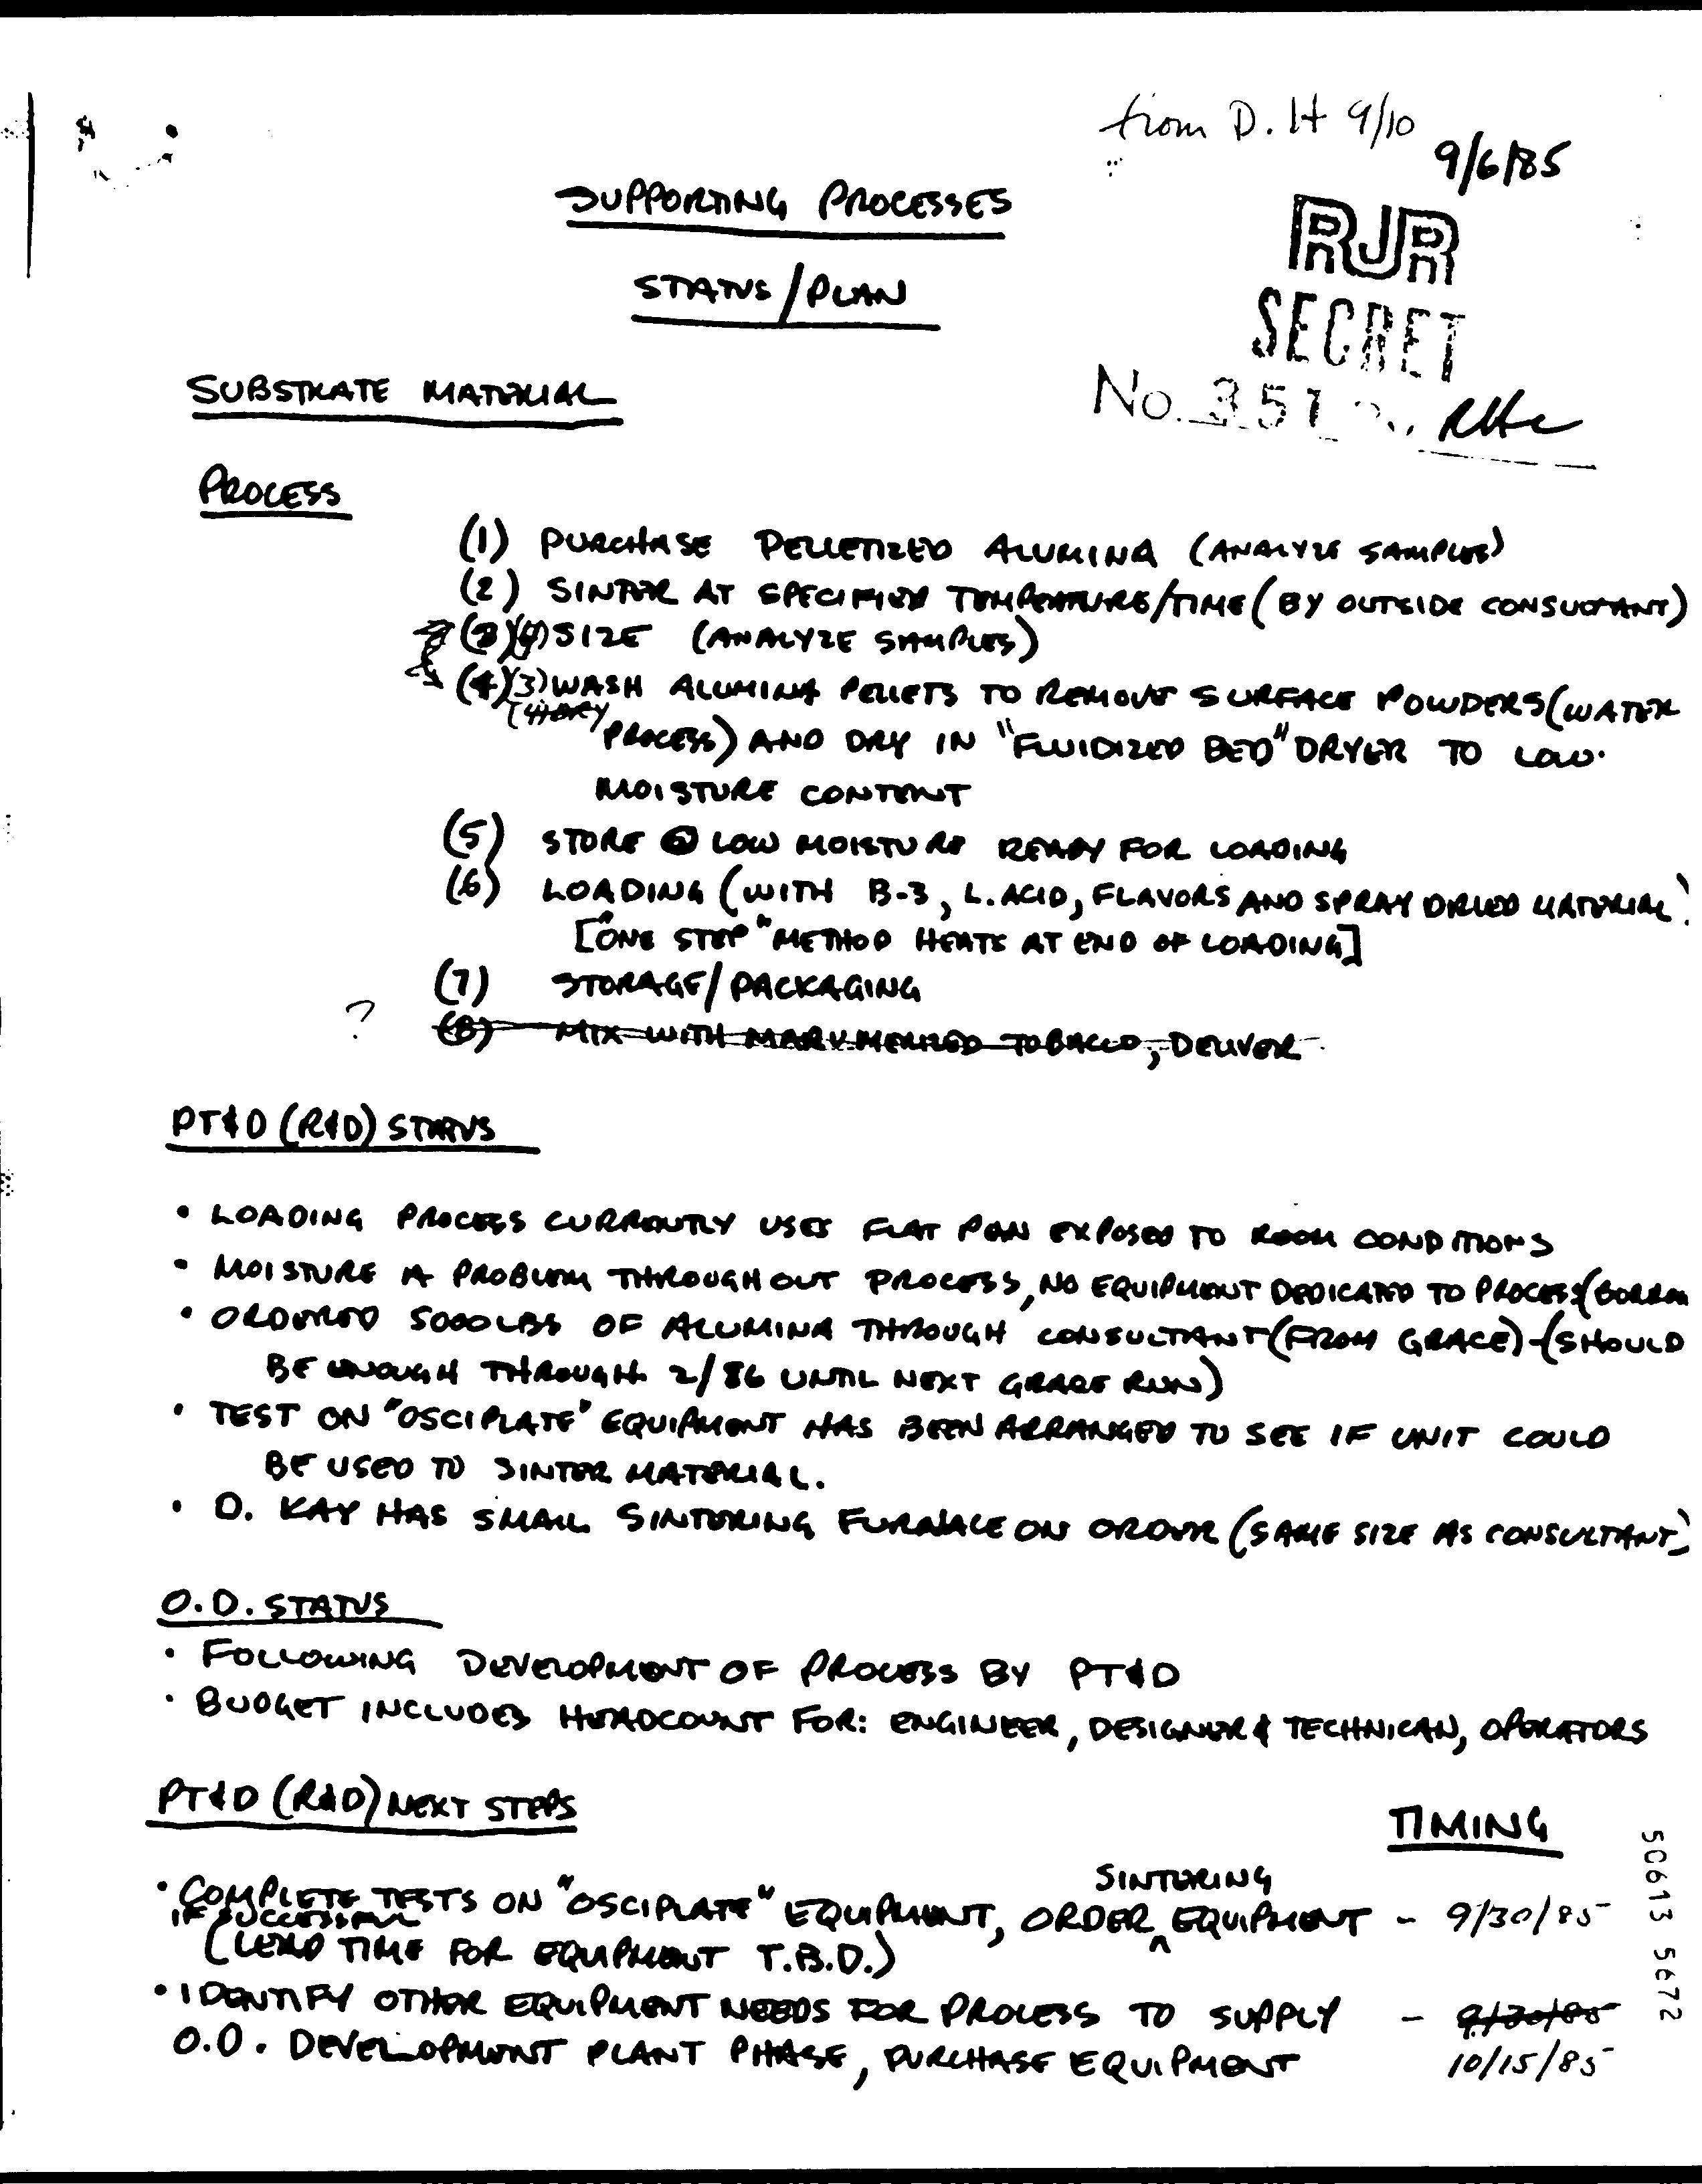 from D. H 9/10
9/6/85
SUPPORTING PROCESSES
STATUS/PLAN
RJR
SECRET
No. 351
SUBSTRATE MATERIAL
PROCESS
(1) PURCHASE PELLETIZED ALUMINA (ANALYZE SAMPLES)
(2) SINTER AT SPECIFIED TEMPERATURE/TIME (BY OUTSIDE CONSULTANT)
(3)(4) SIZE (ANALYZE SAMPLES)
(4)(3) WASH ALUMINA PELLETS TO REMOVE SURFACE POWDERS (WATER
(4) DRY
PROCESS) AND DRY IN "FLUIDIZED BED" DRYER TO LOW
MOISTURE CONTENT
(5) STORE @ LOW MOISTURE READY FOR LOADING
(6) LOADING (WITH B-3, L. ACID, FLAVORS AND SPRAY DRIED MATERIAL)
["ONE STEP" METHOD HEATS AT END OF LOADING]
(7) STORAGE/PACKAGING
? (8) MIX WITH MARUMERIZED TOBACCO, DELIVER
PT&D (R&D) STATUS
• LOADING PROCESS CURRENTLY USES FLAT PAN EXPOSED TO ROOM CONDITIONS
• MOISTURE A PROBLEM THROUGHOUT PROCESS, NO EQUIPMENT DEDICATED TO PROCESS (BORROW
• ORDERED 5000 LBS OF ALUMINA THROUGH CONSULTANT (FROM GRACE) - (SHOULD
BE ENOUGH THROUGH 2/86 UNTIL NEXT GRACE RUN)
• TEST ON "OSCIPLATE" EQUIPMENT HAS BEEN ARRANGED TO SEE IF UNIT COULD
BE USED TO SINTER MATERIAL.
• D. KAY HAS SMALL SINTERING FURNACE ON ORDER (SAME SIZE AS CONSULTANT)
O.D. STATUS
• FOLLOWING DEVELOPMENT OF PROCESS BY PT&D
• BUDGET INCLUDES HEADCOUNT FOR: ENGINEER, DESIGNER & TECHNICAN, OPERATORS
PT&D (R&D) NEXT STEPS
TIMING
SINTERING
• COMPLETE TESTS ON "OSCIPLATE" EQUIPMENT, ORDER ^ EQUIPMENT - 9/30/85
IF SUCCESSFUL
(LEAD TIME FOR EQUIPMENT T.B.D.)
• IDENTIFY OTHER EQUIPMENT NEEDS FOR PROCESS TO SUPPLY - 9/30/85
O.D. DEVELOPMENT PLANT PHASE, PURCHASE EQUIPMENT 10/15/85
50613 5672